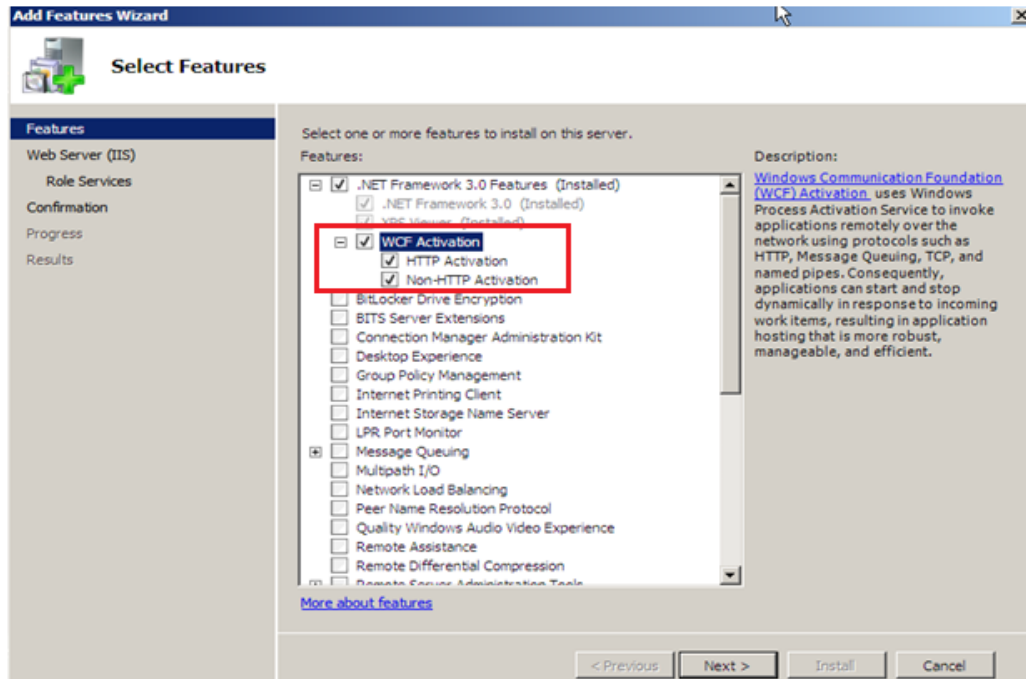 Add Features Wizard
Select Features
Features
Web Server (IIS)
Role Services
Confirmation
Progress
Results
Select one or more features to install on this server.
Features:
.NET Framework 3.0 Features (Installed)
.NET Framework 3.0 (Installed)
XPS Viewer (Installed)
WCF Activation
HTTP Activation
Non-HTTP Activation
BitLocker Drive Encryption
BITS Server Extensions
Connection Manager Administration Kit
Desktop Experience
Group Policy Management
Internet Printing Client
Internet Storage Name Server
LPR Port Monitor
Message Queuing
Multipath I/O
Network Load Balancing
Peer Name Resolution Protocol
Quality Windows Audio Video Experience
Remote Assistance
Remote Differential Compression
Remote Server Administration Tools
More about features
Description:
Windows Communication Foundation
(WCF) Activation uses Windows
Process Activation Service to invoke
applications remotely over the
network using protocols such as
HTTP, Message Queuing, TCP, and
named pipes. Consequently,
applications can start and stop
dynamically in response to incoming
work items, resulting in application
hosting that is more robust,
manageable, and efficient.
< Previous
Next >
Install
Cancel